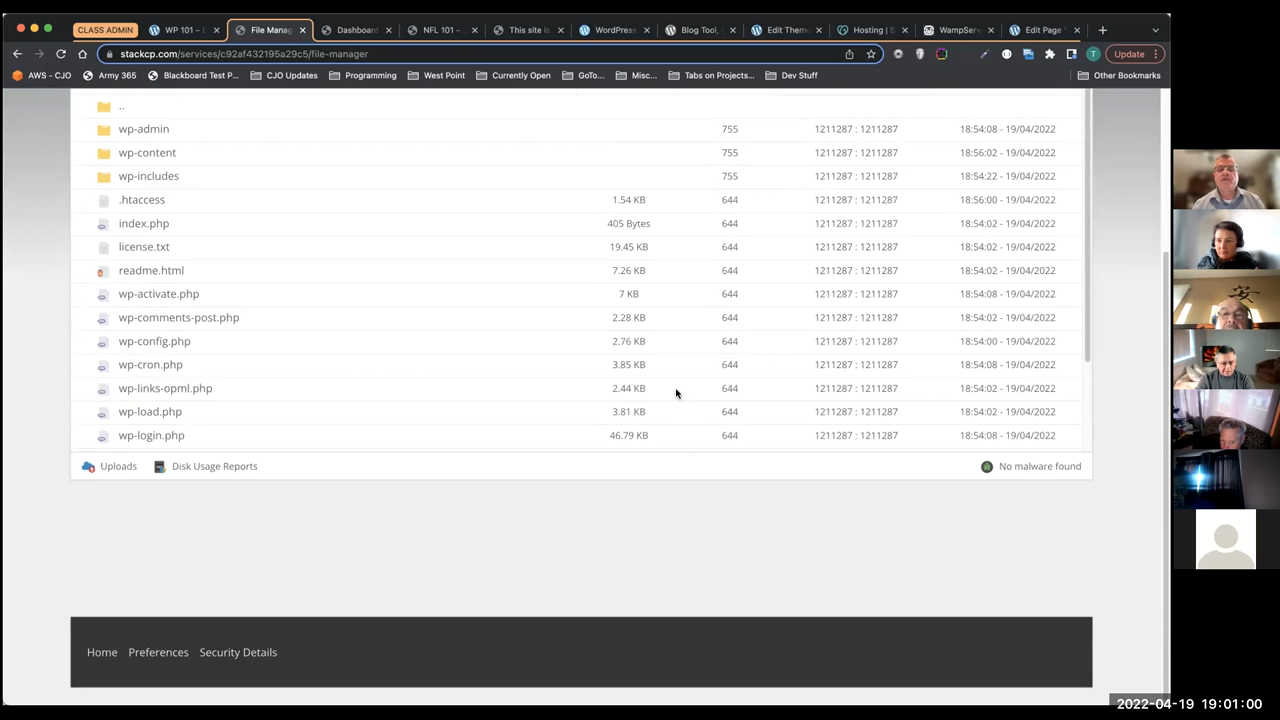 CLASS ADMIN WP 101 – File Manag Dashboard NFL 101 – This site is WordPress Blog Tool, Edit Theme Hosting | S WampServ Edit Page
stackcp.com/services/c92af432195a29c5/file-manager T Update
AWS - CJO Army 365 Blackboard Test P... CJO Updates Programming West Point Currently Open GoTo... Misc... Tabs on Projects... Dev Stuff Other Bookmarks
..
wp-admin 755 1211287 : 1211287 18:54:08 - 19/04/2022
wp-content 755 1211287 : 1211287 18:56:02 - 19/04/2022
wp-includes 755 1211287 : 1211287 18:54:22 - 19/04/2022
.htaccess 1.54 KB 644 1211287 : 1211287 18:56:00 - 19/04/2022
index.php 405 Bytes 644 1211287 : 1211287 18:54:02 - 19/04/2022
license.txt 19.45 KB 644 1211287 : 1211287 18:54:02 - 19/04/2022
readme.html 7.26 KB 644 1211287 : 1211287 18:54:02 - 19/04/2022
wp-activate.php 7 KB 644 1211287 : 1211287 18:54:08 - 19/04/2022
wp-comments-post.php 2.28 KB 644 1211287 : 1211287 18:54:02 - 19/04/2022
wp-config.php 2.76 KB 644 1211287 : 1211287 18:54:00 - 19/04/2022
wp-cron.php 3.85 KB 644 1211287 : 1211287 18:54:08 - 19/04/2022
wp-links-opml.php 2.44 KB 644 1211287 : 1211287 18:54:02 - 19/04/2022
wp-load.php 3.81 KB 644 1211287 : 1211287 18:54:02 - 19/04/2022
wp-login.php 46.79 KB 644 1211287 : 1211287 18:54:08 - 19/04/2022
Uploads Disk Usage Reports No malware found
Home Preferences Security Details
安
2022-04-19 19:01:00